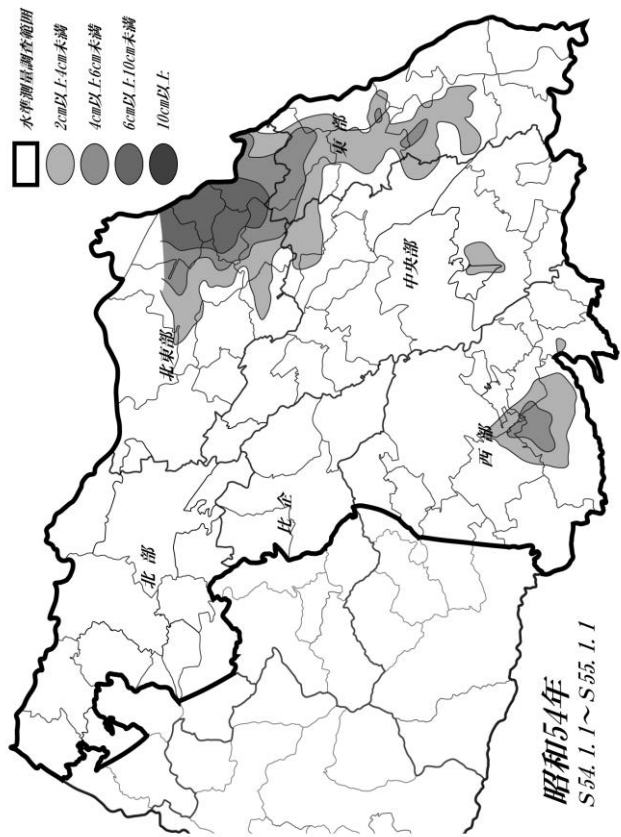 水準測量調査範囲
2cm以上4cm未満
4cm以上6cm未満
6cm以上10cm未満
10cm以上
北東部
東部
中央部
北部
比企
西部
昭和54年
S54.1.1～S55.1.1